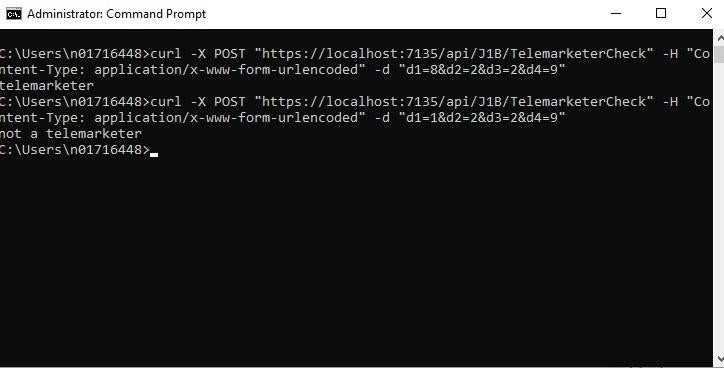 Administrator: Command Prompt
C:\Users\n01716448>curl -X POST "https://localhost:7135/api/J1B/TelemarketerCheck" -H "Co
ntent-Type: application/x-www-form-urlencoded" -d "d1=8&d2=2&d3=2&d4=9"
telemarketer
C:\Users\n01716448>curl -X POST "https://localhost:7135/api/J1B/TelemarketerCheck" -H "Co
ntent-Type: application/x-www-form-urlencoded" -d "d1=1&d2=2&d3=2&d4=9"
not a telemarketer
C:\Users\n01716448>